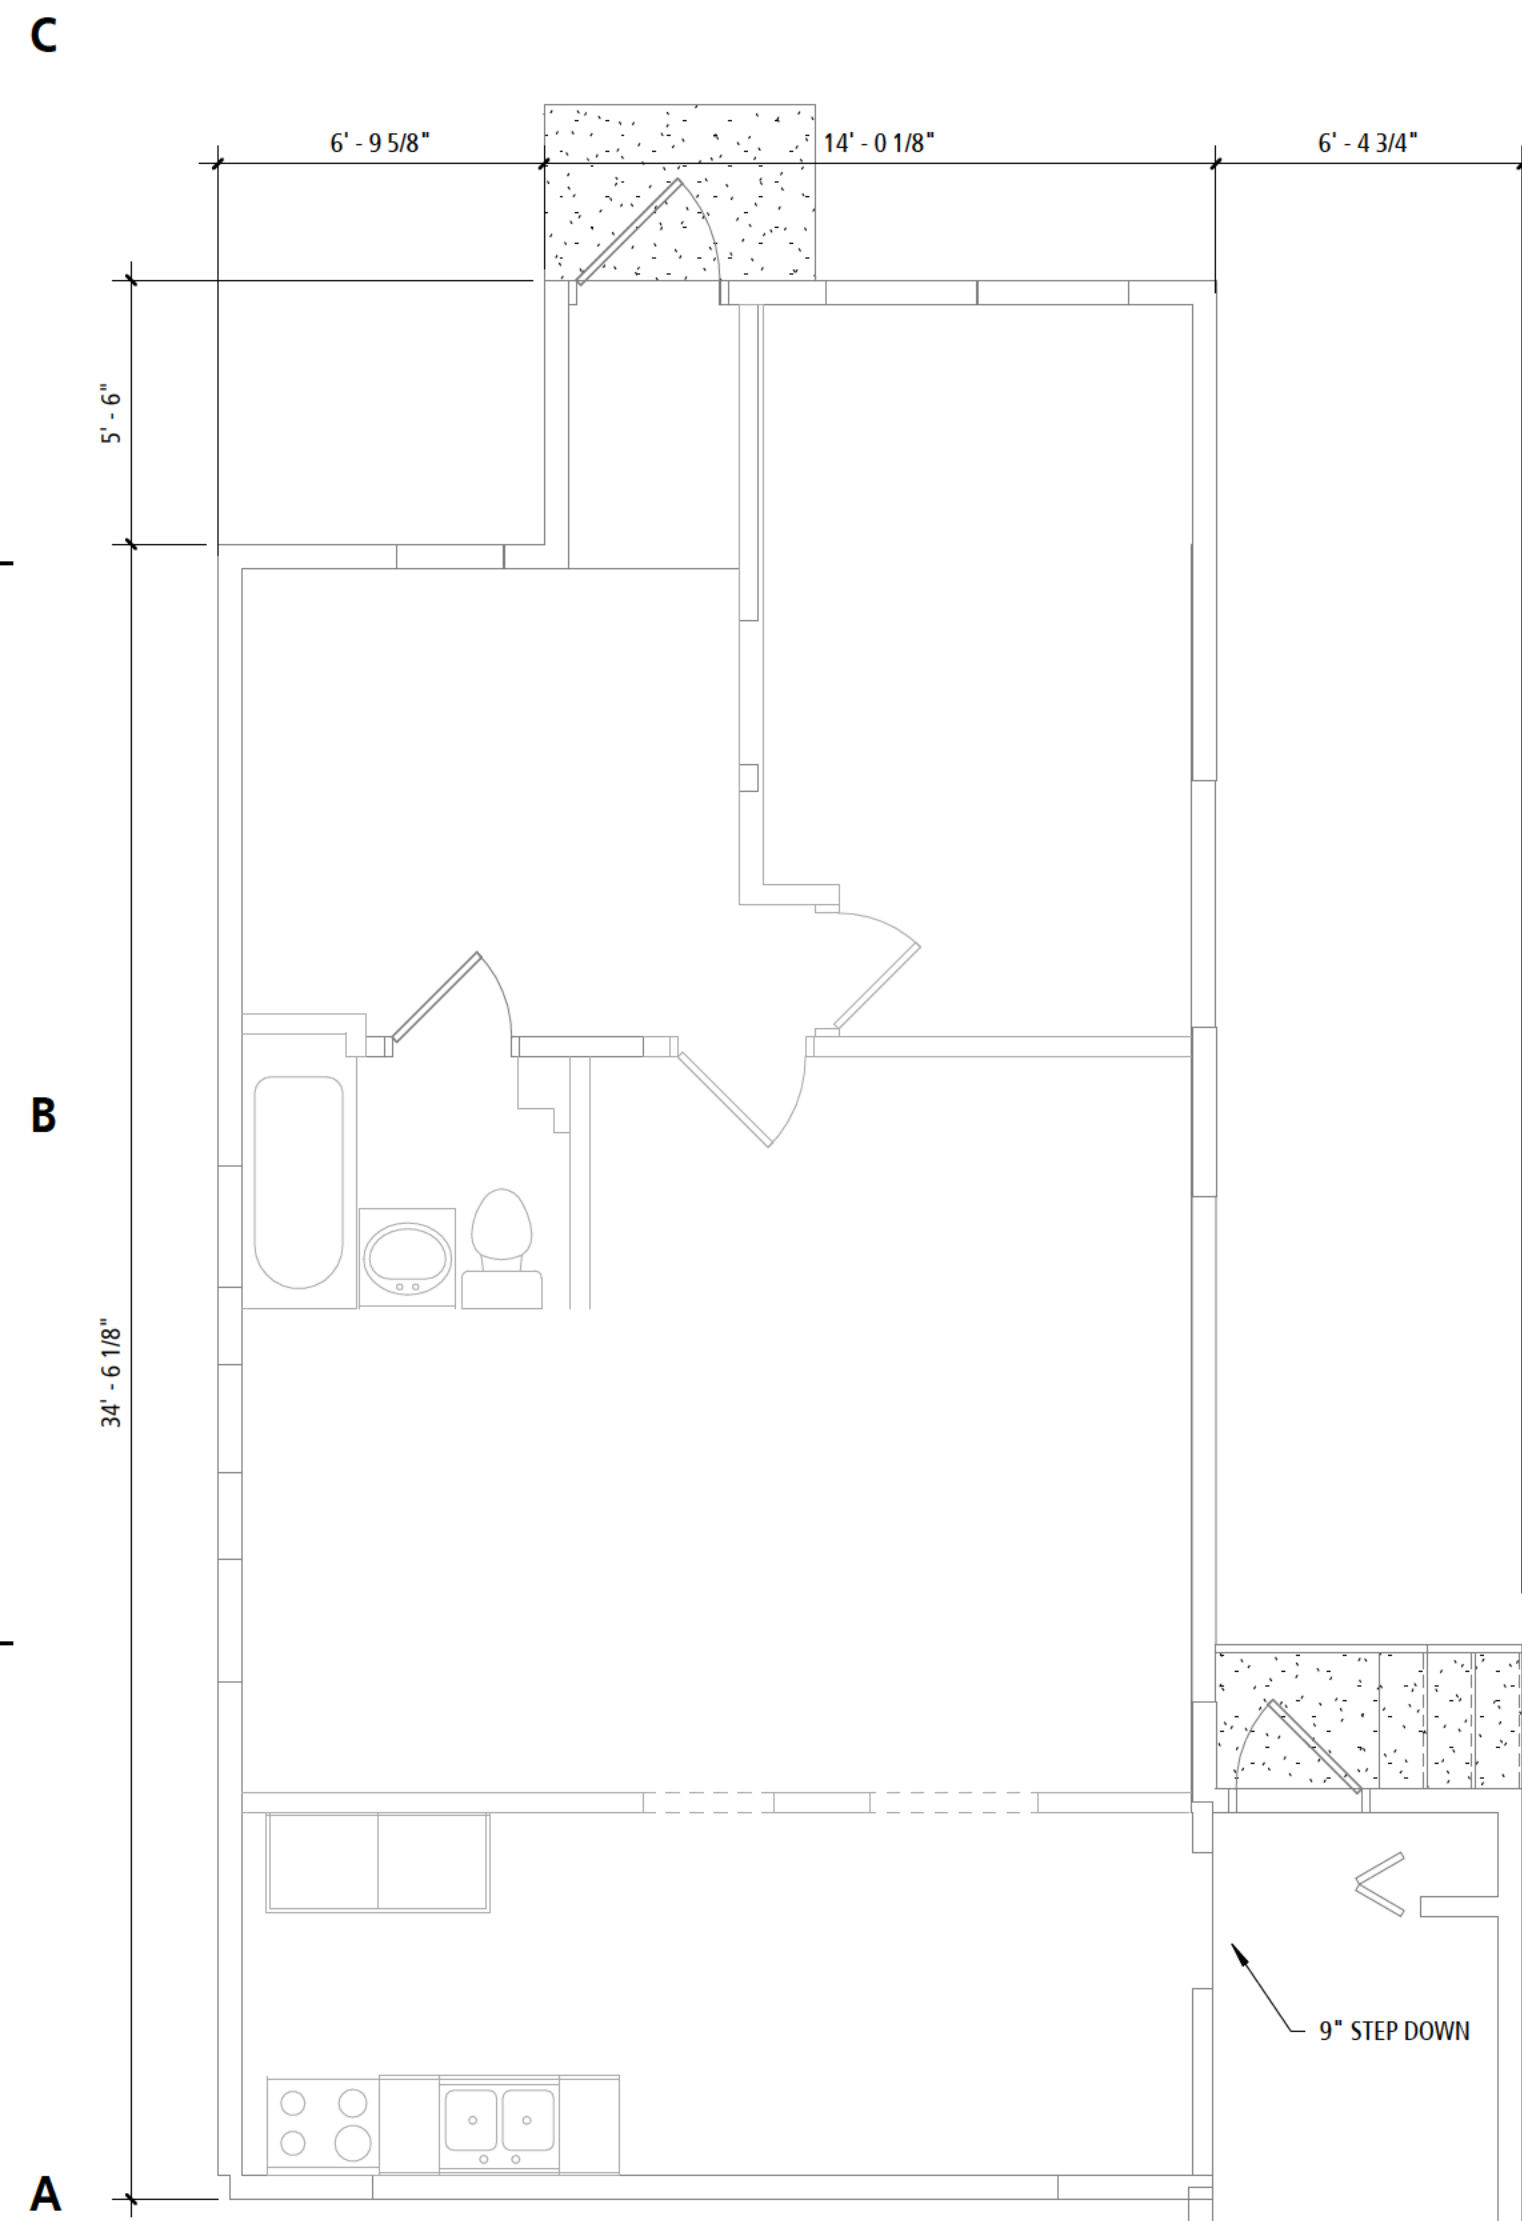 C
6' - 9 5/8"
14' - 0 1/8"
6' - 4 3/4"
5' - 6"
B
34' - 6 1/8"
9" STEP DOWN
A